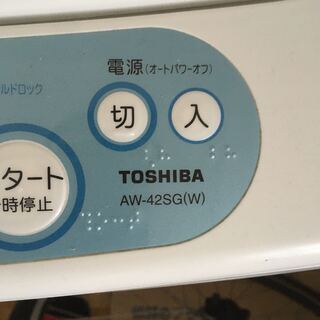 電源(オートパワーオフ)
ルドロック
切 入
タート
時停止
TOSHIBA
AW-42SG(W)